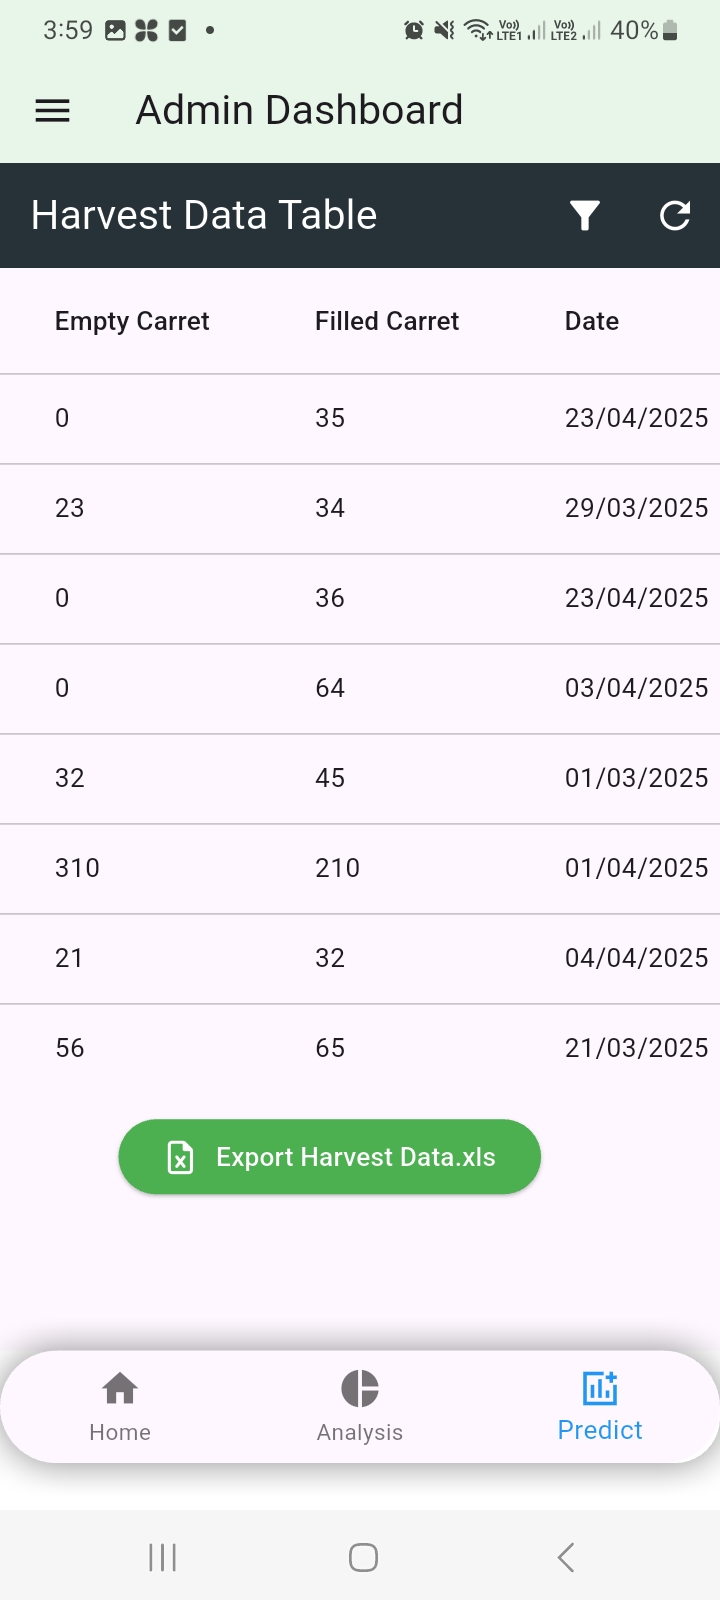 3:59 Vo)) LTE1 Vo)) LTE2 40%
Admin Dashboard
Harvest Data Table
Empty Carret Filled Carret Date
0 35 23/04/2025
23 34 29/03/2025
0 36 23/04/2025
0 64 03/04/2025
32 45 01/03/2025
310 210 01/04/2025
21 32 04/04/2025
56 65 21/03/2025
Export Harvest Data.xls
Home Analysis Predict